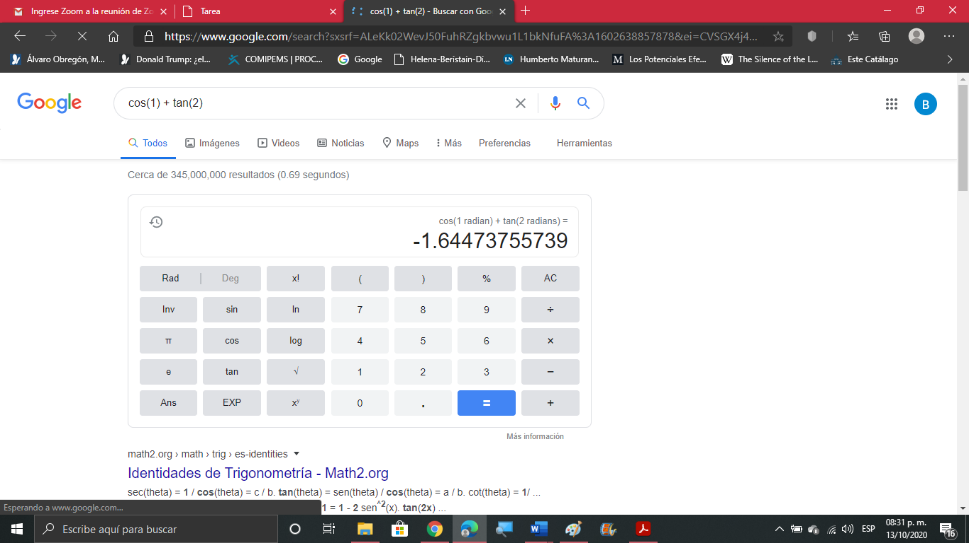 Ingrese Zoom a la reunión de Zo
Tarea
cos(1) + tan(2) - Buscar con Goo
https://www.google.com/search?sxsrf=ALeKk02WevJ50FuhRZgkbvwu1L1bkNfuFA%3A1602638857878&ei=CVSGX4j4...
Álvaro Obregón, M...
Donald Trump: ¿el...
COMIPEMS | PROC...
Google
Helena-Beristain-Di...
Humberto Maturan...
Los Potenciales Efe...
The Silence of the L...
Este Catálago
Google
cos(1) + tan(2)
B
Todos Imágenes Videos Noticias Maps Más Preferencias Herramientas
Cerca de 345,000,000 resultados (0.69 segundos)
cos(1 radian) + tan(2 radians) =
-1.64473755739
Rad | Deg x! ( ) % AC
Inv sin ln 7 8 9 ÷
π cos log 4 5 6 ×
e tan √ 1 2 3 −
Ans EXP xʸ 0 . = +
Más información
math2.org › math › trig › es-identities
Identidades de Trigonometría - Math2.org
sec(theta) = 1 / cos(theta) = c / b. tan(theta) = sen(theta) / cos(theta) = a / b. cot(theta) = 1/ ...
1 = 1 - 2 sen^2(x). tan(2x) ...
Esperando a www.google.com...
Escribe aquí para buscar
ESP
08:31 p. m.
13/10/2020
16